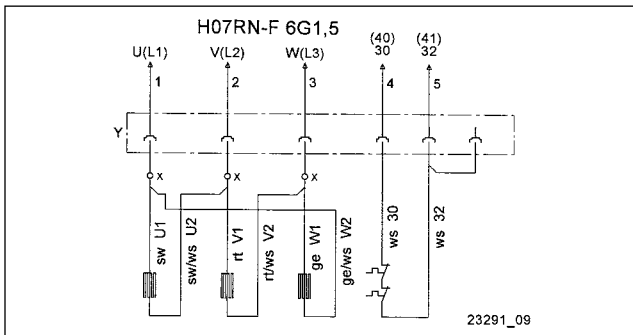 H07RN-F 6G1,5
U(L1) V(L2) W(L3) (40) (41)
30 32
1 2 3 4 5
Y
x x x
sw U1
sw/ws U2
rt V1
rt/ws V2
ge W1
ge/ws W2
ws 30
ws 32
23291_09